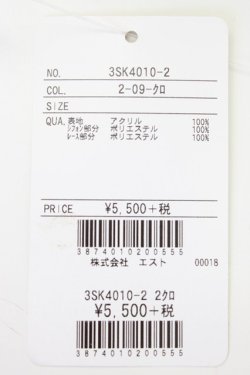 NO. 3SK4010-2
COL. 2-09-クロ
SIZE
QUA. 表地 アクリル 100%
シフォン部分 ポリエステル 100%
レース部分 ポリエステル 100%
PRICE ¥5,500+税
3874010200555
株式会社 エスト 00018
3SK4010-2 2クロ
¥5,500+税
3874010200555